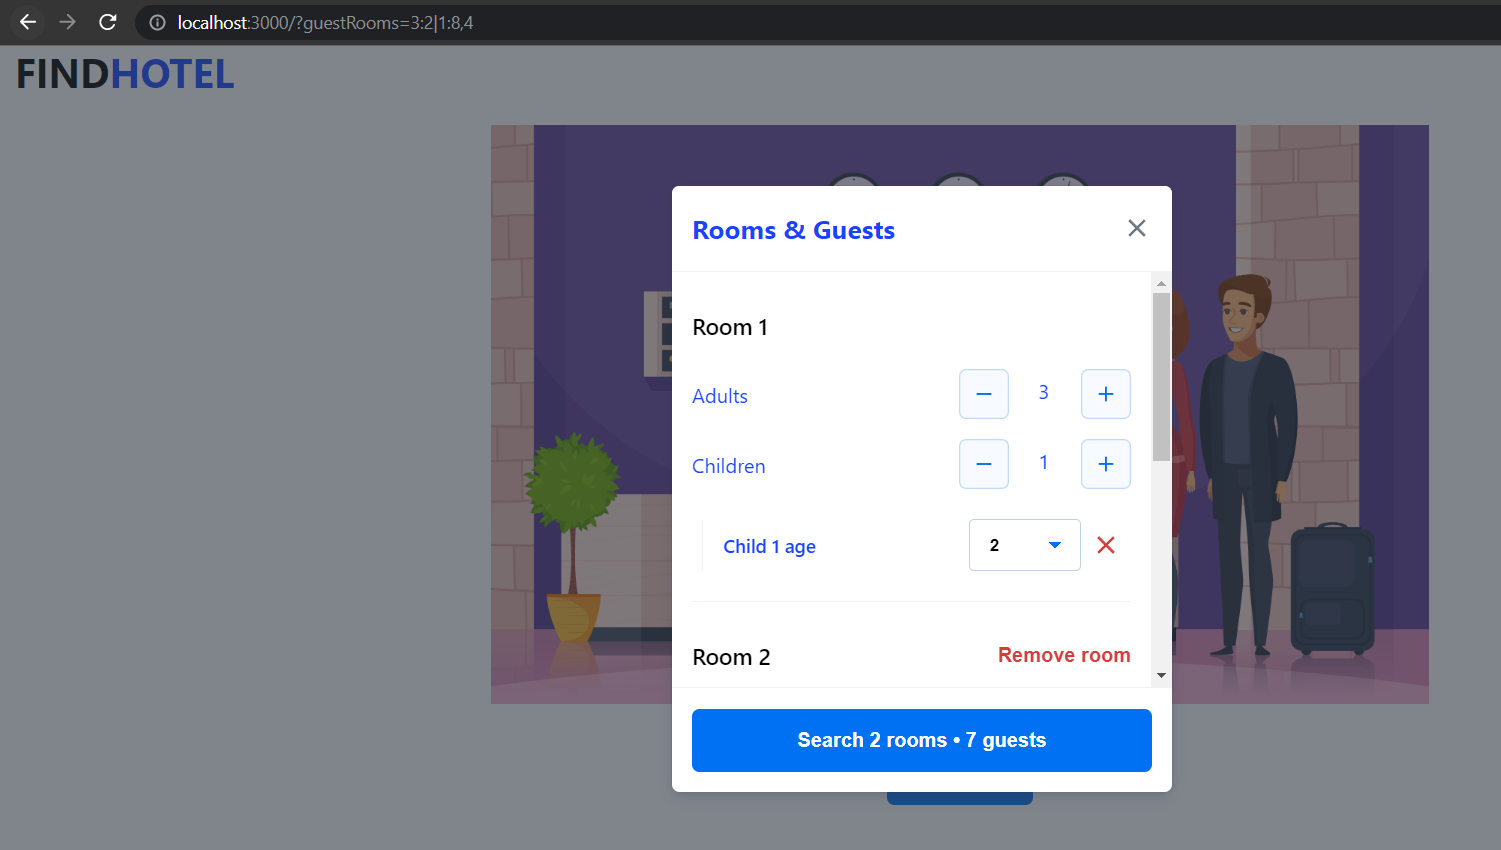 localhost:3000/?guestRooms=3:2|1:8,4
FINDHOTEL
Rooms & Guests
Room 1
Adults
3
Children
1
Child 1 age
2
Room 2
Remove room
Search 2 rooms • 7 guests